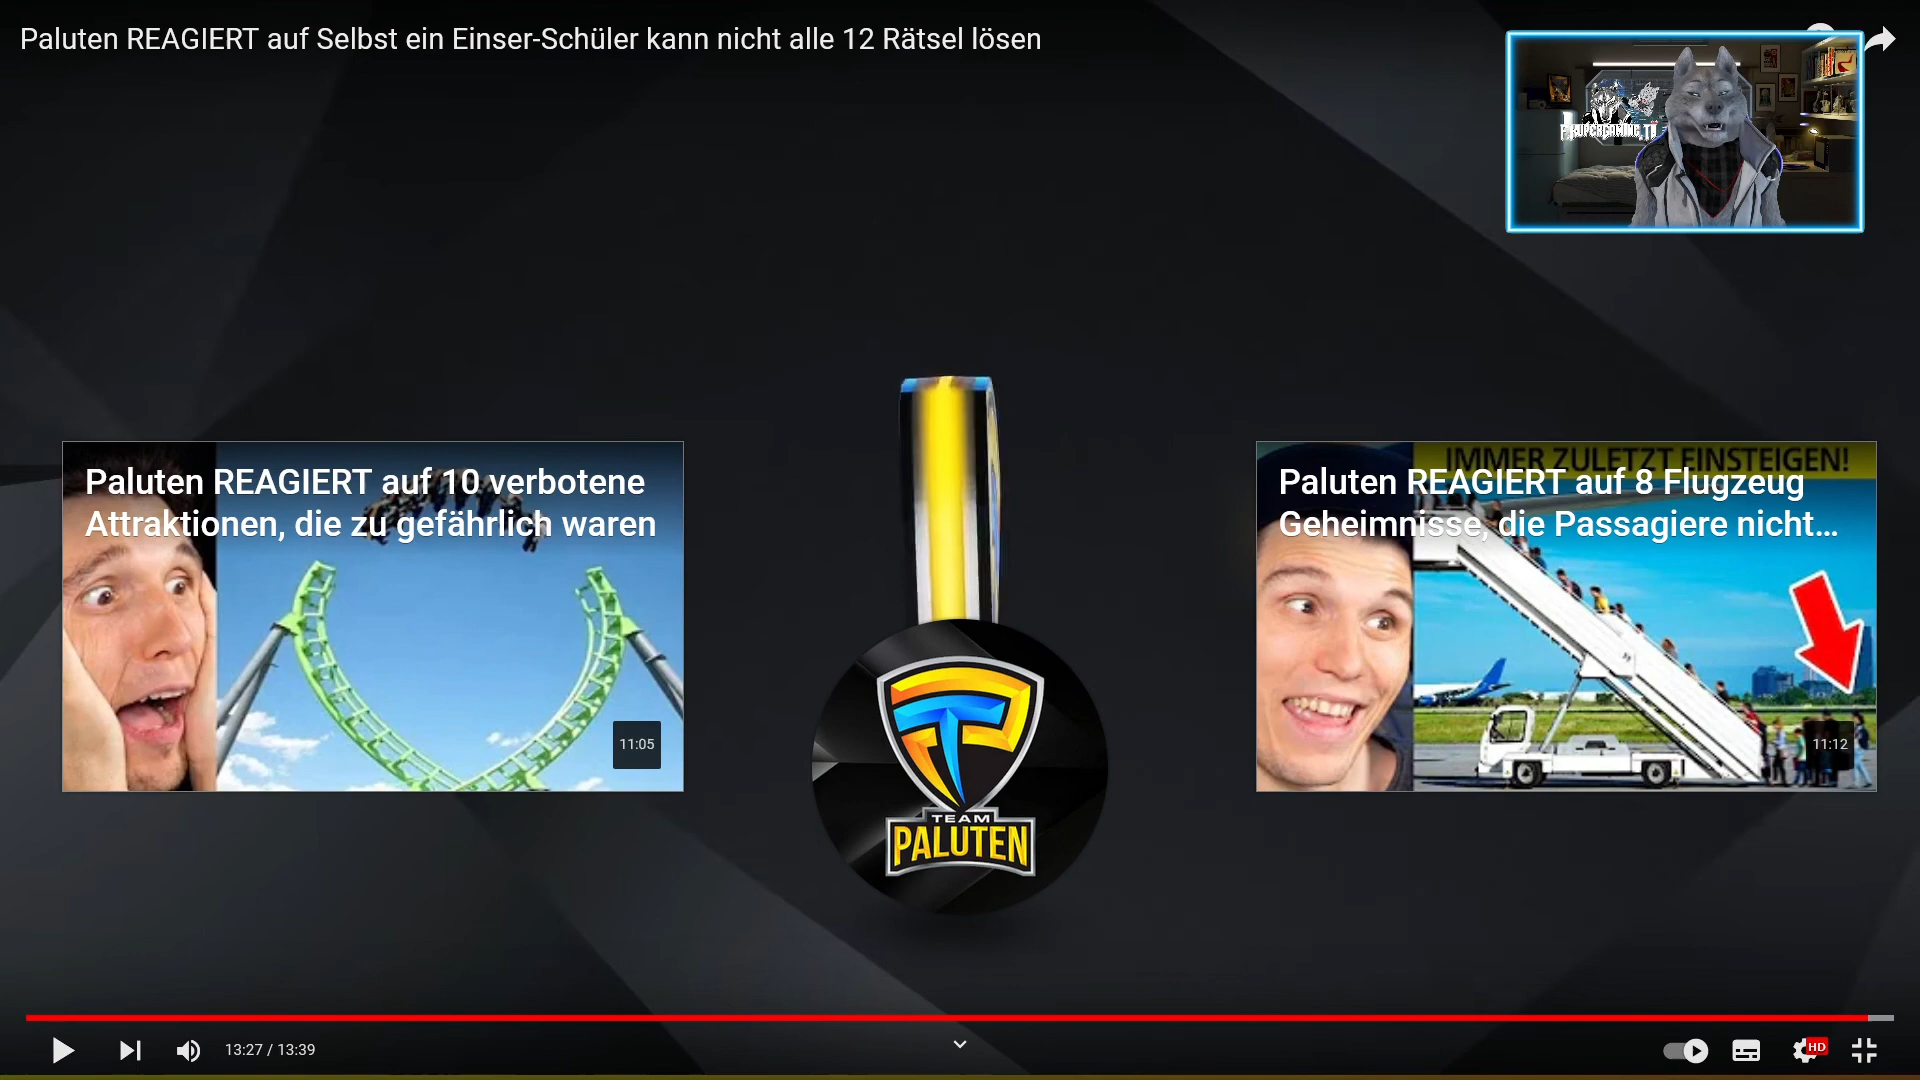 Paluten REAGIERT auf Selbst ein Einser-Schüler kann nicht alle 12 Rätsel lösen
Paluten REAGIERT auf 10 verbotene
Attraktionen, die zu gefährlich waren
11:05
IMMER ZULETZT EINSTEIGEN!
Paluten REAGIERT auf 8 Flugzeug
Geheimnisse, die Passagiere nicht...
11:12
TEAM
PALUTEN
13:27 / 13:39
HD